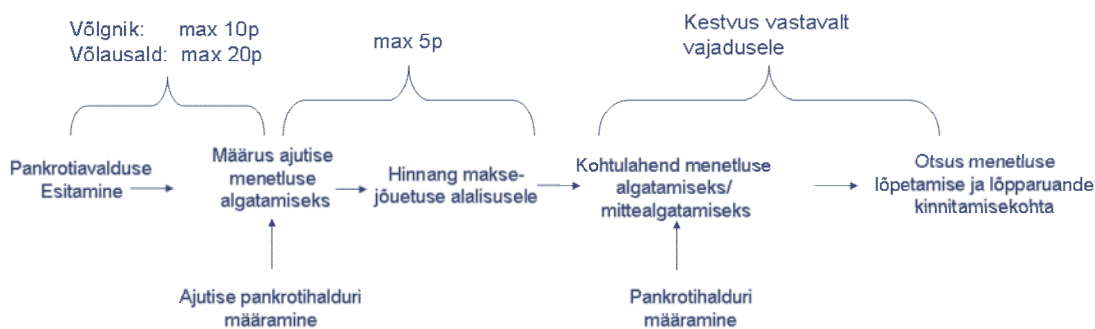 Võlgnik: max 10p
Võlausald: max 20p
max 5p
Kestvus vastavalt
vajadusele
Pankrotiavalduse
Esitamine
Määrus ajutise
menetluse
algatamiseks
Hinnang makse-
jõuetuse alalisusele
Kohtulahend menetluse
algatamiseks/
mittealgatamiseks
Otsus menetluse
lõpetamise ja lõpparuande
kinnitamisekohta
Ajutise pankrotihalduri
määramine
Pankrotihalduri
määramine